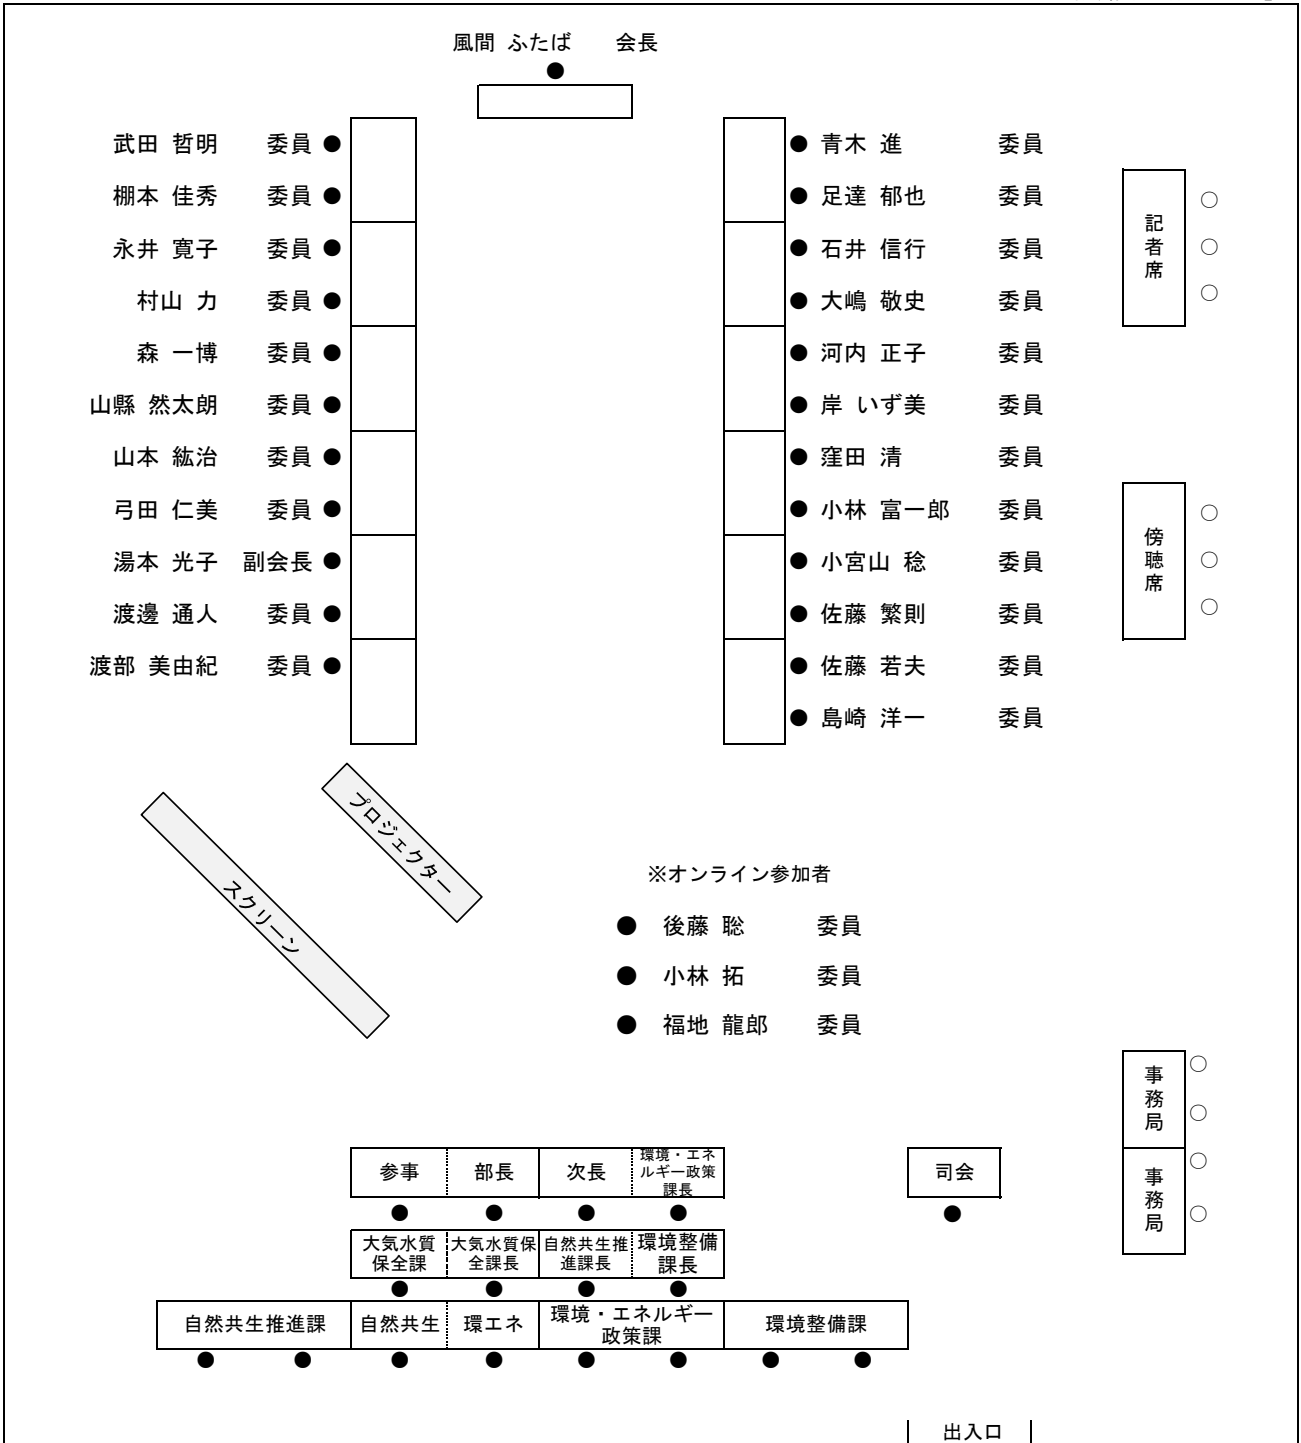 風間 ふたば 会長
武田 哲明 委員 ●
棚本 佳秀 委員 ●
永井 寛子 委員 ●
村山 力 委員 ●
森 一博 委員 ●
山縣 然太朗 委員 ●
山本 紘治 委員 ●
弓田 仁美 委員 ●
湯本 光子 副会長 ●
渡邊 通人 委員 ●
渡部 美由紀 委員 ●
● 青木 進 委員
● 足達 郁也 委員
● 石井 信行 委員
● 大嶋 敬史 委員
● 河内 正子 委員
● 岸 いず美 委員
● 窪田 清 委員
● 小林 富一郎 委員
● 小宮山 稔 委員
● 佐藤 繁則 委員
● 佐藤 若夫 委員
● 島崎 洋一 委員
記者席
傍聴席
プロジェクター
スクリーン
※オンライン参加者
● 後藤 聡 委員
● 小林 拓 委員
● 福地 龍郎 委員
事務局
事務局
参事
部長
次長
環境・エネ
ルギー政策
課長
司会
大気水質
保全課
大気水質保
全課長
自然共生推
進課長
環境整備
課長
自然共生推進課
自然共生
環エネ
環境・エネルギー
政策課
環境整備課
出入口